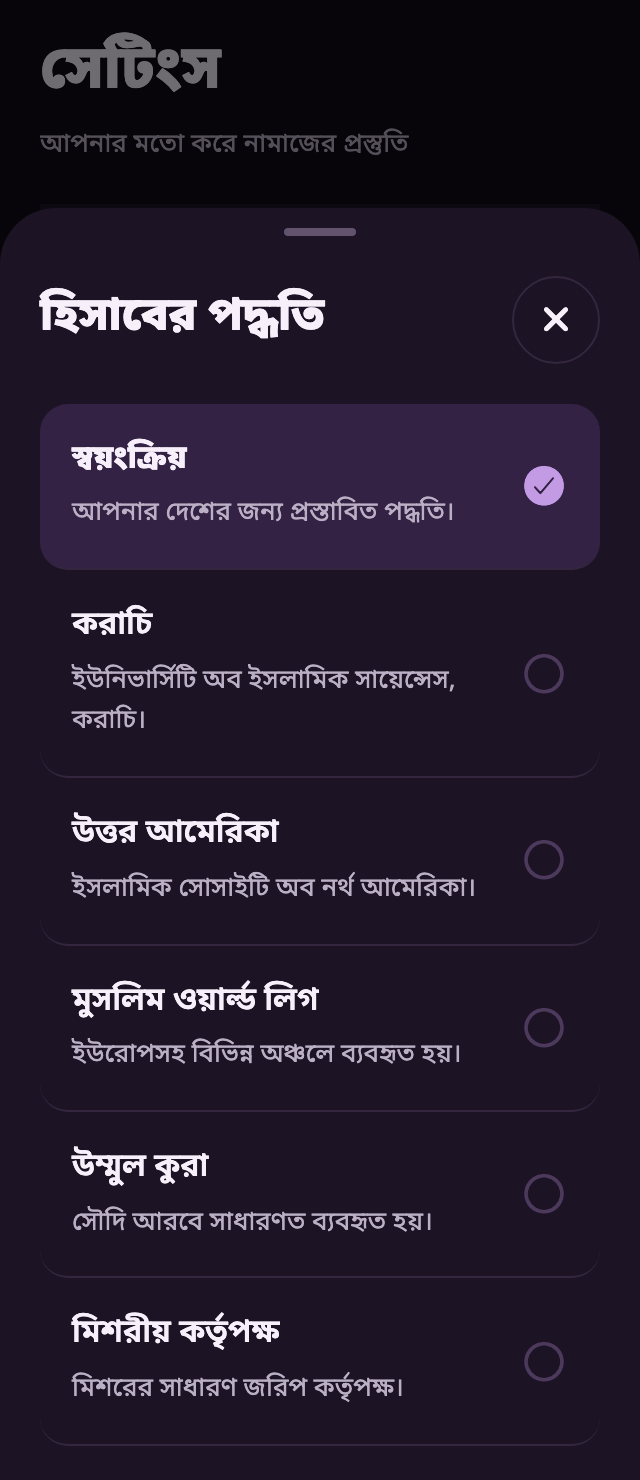 সেটিংস
আপনার মতো করে নামাজের প্রস্তুতি
হিসাবের পদ্ধতি
স্বয়ংক্রিয়
আপনার দেশের জন্য প্রস্তাবিত পদ্ধতি।
করাচি
ইউনিভার্সিটি অব ইসলামিক সায়েন্সেস,
করাচি।
উত্তর আমেরিকা
ইসলামিক সোসাইটি অব নর্থ আমেরিকা।
মুসলিম ওয়ার্ল্ড লিগ
ইউরোপসহ বিভিন্ন অঞ্চলে ব্যবহৃত হয়।
উম্মুল কুরা
সৌদি আরবে সাধারণত ব্যবহৃত হয়।
মিশরীয় কর্তৃপক্ষ
মিশরের সাধারণ জরিপ কর্তৃপক্ষ।